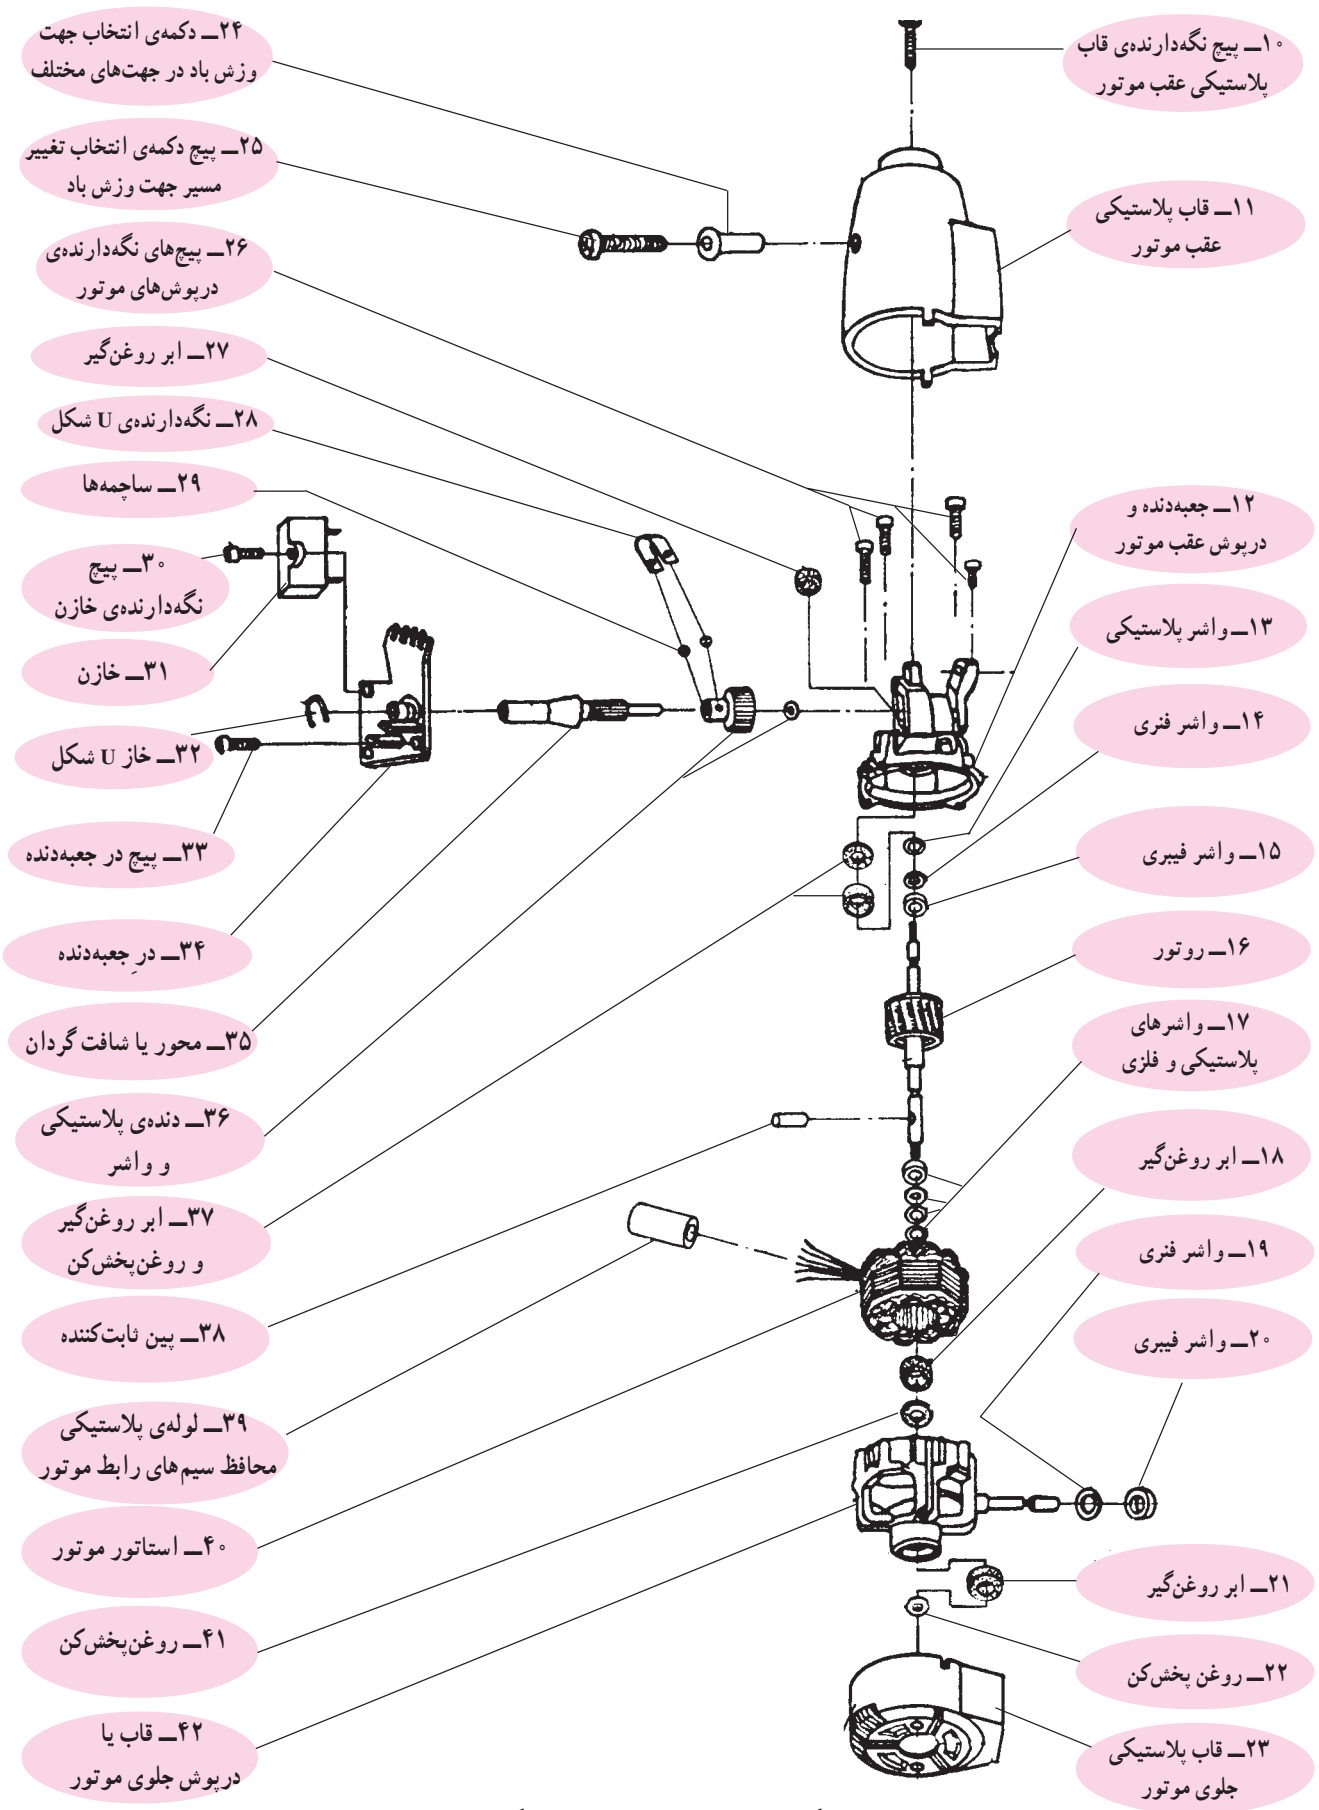 ۱۰ــ پیچ نگه‌دارنده‌ی قاب
پلاستیکی عقب موتور
۱۱ــ قاب پلاستیکی
عقب موتور
۱۲ــ جعبه‌دنده و
درپوش عقب موتور
۱۳ــ واشر پلاستیکی
۱۴ــ واشر فنری
۱۵ــ واشر فیبری
۱۶ــ روتور
۱۷ــ واشرهای
پلاستیکی و فلزی
۱۸ــ ابر روغن‌گیر
۱۹ــ واشر فنری
۲۰ــ واشر فیبری
۲۱ــ ابر روغن‌گیر
۲۲ــ روغن پخش‌کن
۲۳ــ قاب پلاستیکی
جلوی موتور
۲۴ــ دکمه‌ی انتخاب جهت
وزش باد در جهت‌های مختلف
۲۵ــ پیچ دکمه‌ی انتخاب تغییر
مسیر جهت وزش باد
۲۶ــ پیچ‌های نگه‌دارنده‌ی
درپوش‌های موتور
۲۷ــ ابر روغن‌گیر
۲۸ــ نگه‌دارنده‌ی U شکل
۲۹ــ ساچمه‌ها
۳۰ــ پیچ
نگه‌دارنده‌ی خازن
۳۱ــ خازن
۳۲ــ خاز U شکل
۳۳ــ پیچ در جعبه‌دنده
۳۴ــ درِ جعبه‌دنده
۳۵ــ محور یا شافت گردان
۳۶ــ دنده‌ی پلاستیکی
و واشر
۳۷ــ ابر روغن‌گیر
و روغن‌پخش‌کن
۳۸ــ پین ثابت‌کننده
۳۹ــ لوله‌ی پلاستیکی
محافظ سیم‌های رابط موتور
۴۰ــ استاتور موتور
۴۱ــ روغن‌پخش‌کن
۴۲ــ قاب یا
درپوش جلوی موتور